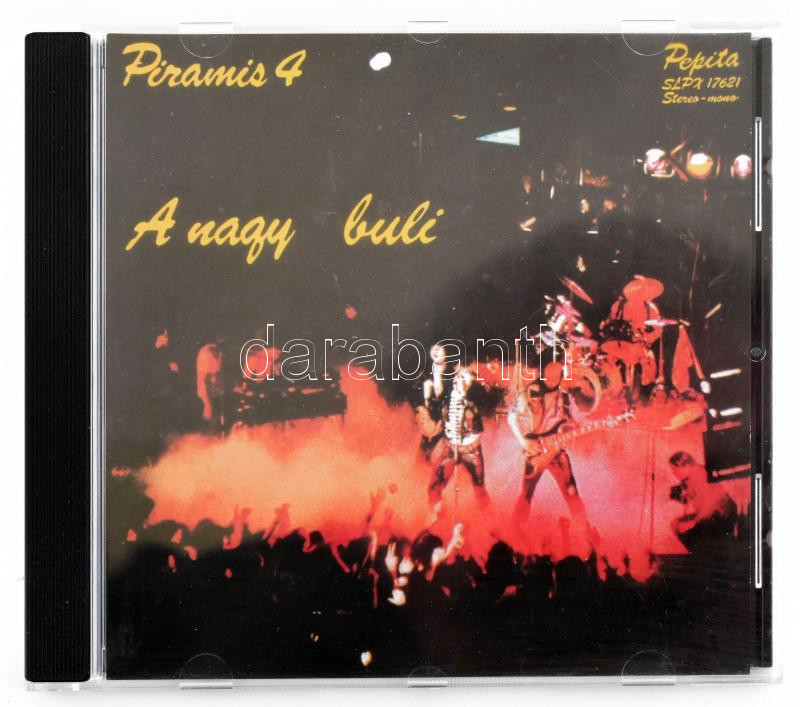 Piramis 4
Pepita
SLPX 17621
Stereo-mono
A nagy buli
darabanth